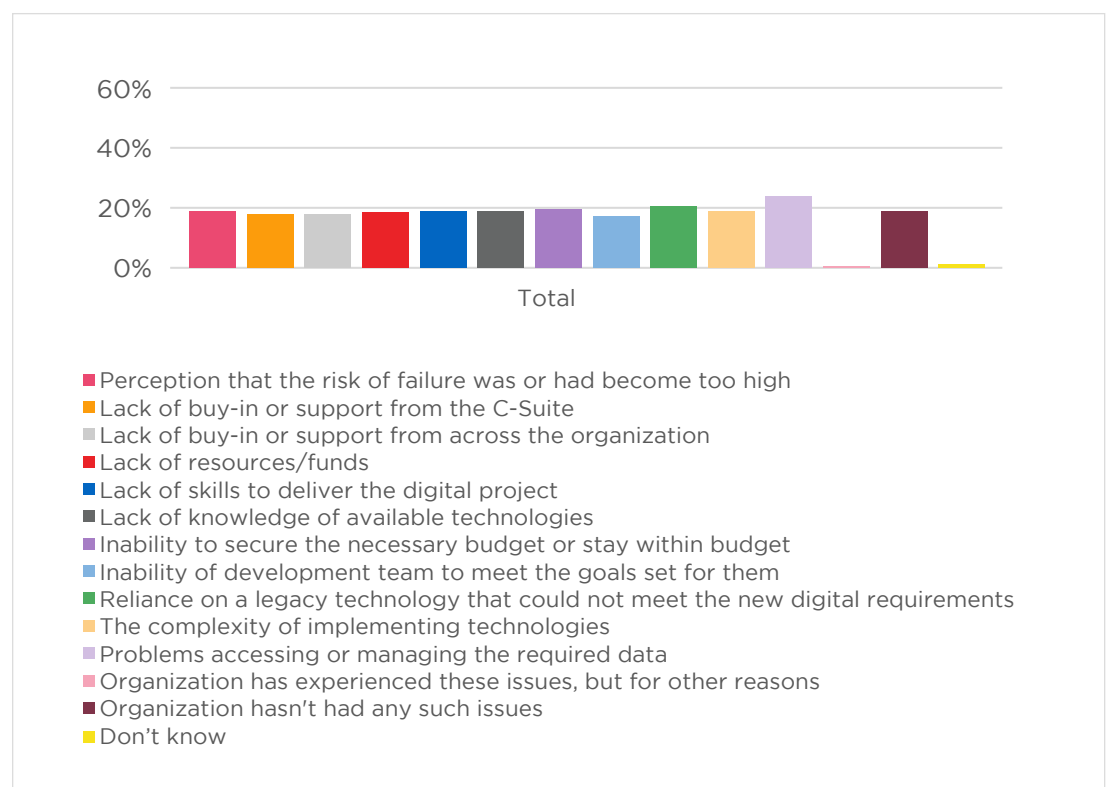 60%
40%
20%
0%
Total
Perception that the risk of failure was or had become too high
Lack of buy-in or support from the C-Suite
Lack of buy-in or support from across the organization
Lack of resources/funds
Lack of skills to deliver the digital project
Lack of knowledge of available technologies
Inability to secure the necessary budget or stay within budget
Inability of development team to meet the goals set for them
Reliance on a legacy technology that could not meet the new digital requirements
The complexity of implementing technologies
Problems accessing or managing the required data
Organization has experienced these issues, but for other reasons
Organization hasn't had any such issues
Don’t know